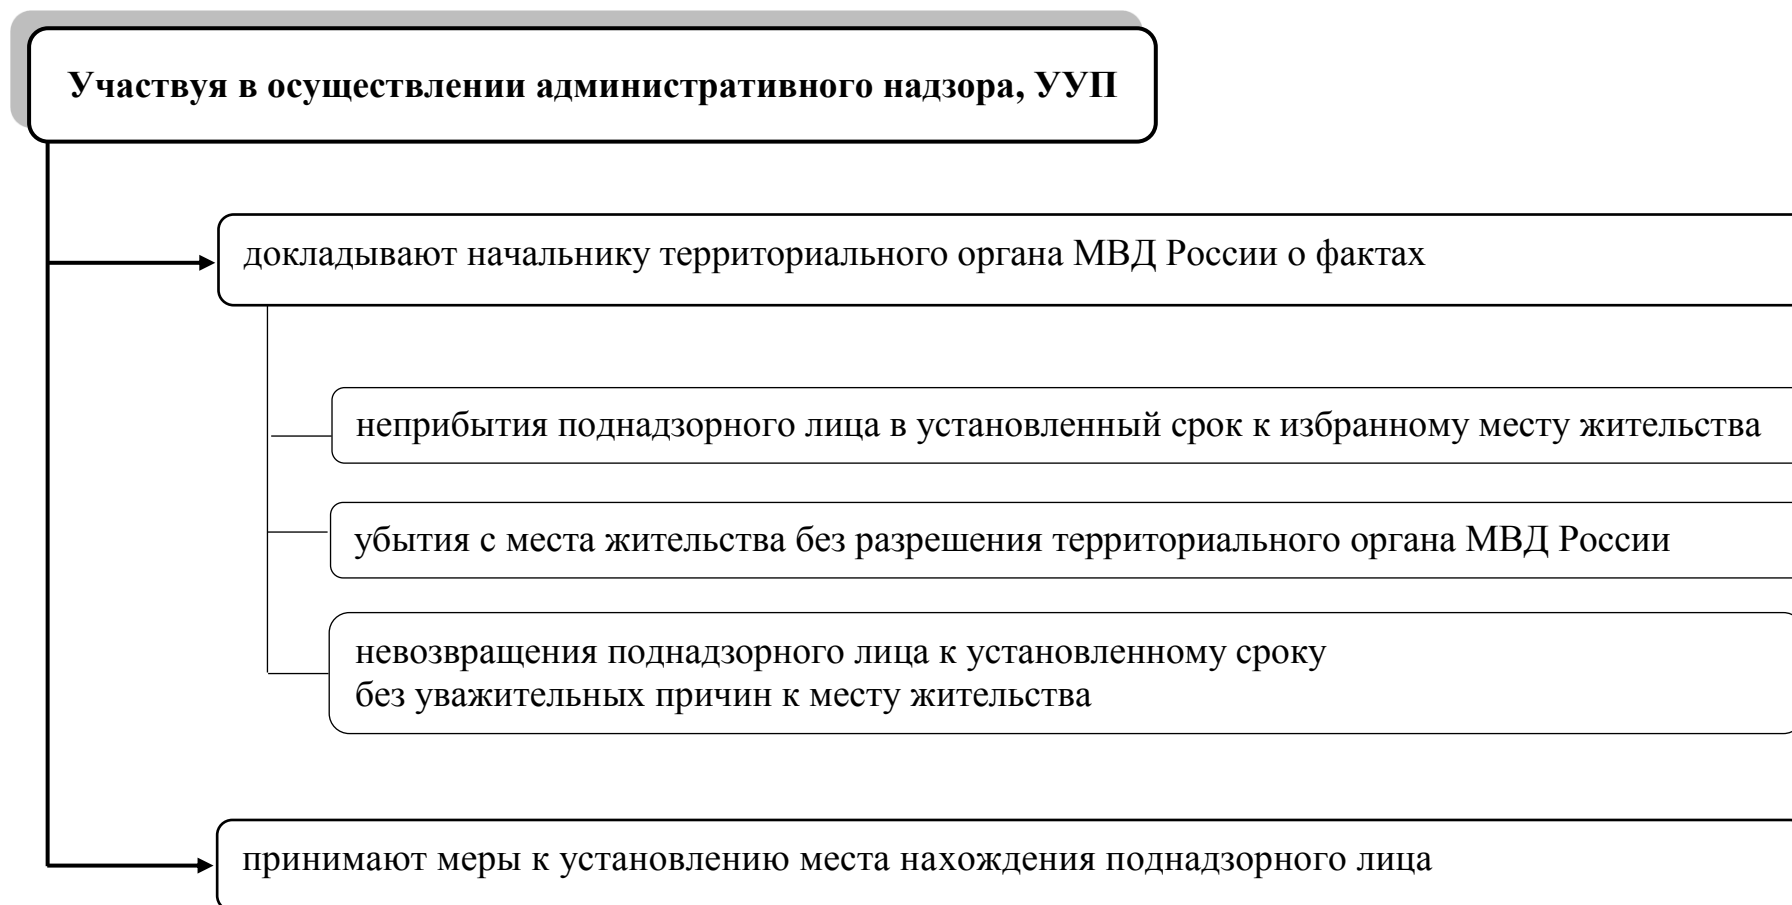 Участвуя в осуществлении административного надзора, УУП
докладывают начальнику территориального органа МВД России о фактах
неприбытия поднадзорного лица в установленный срок к избранному месту жительства
убытия с места жительства без разрешения территориального органа МВД России
невозвращения поднадзорного лица к установленному сроку
без уважительных причин к месту жительства
принимают меры к установлению места нахождения поднадзорного лица